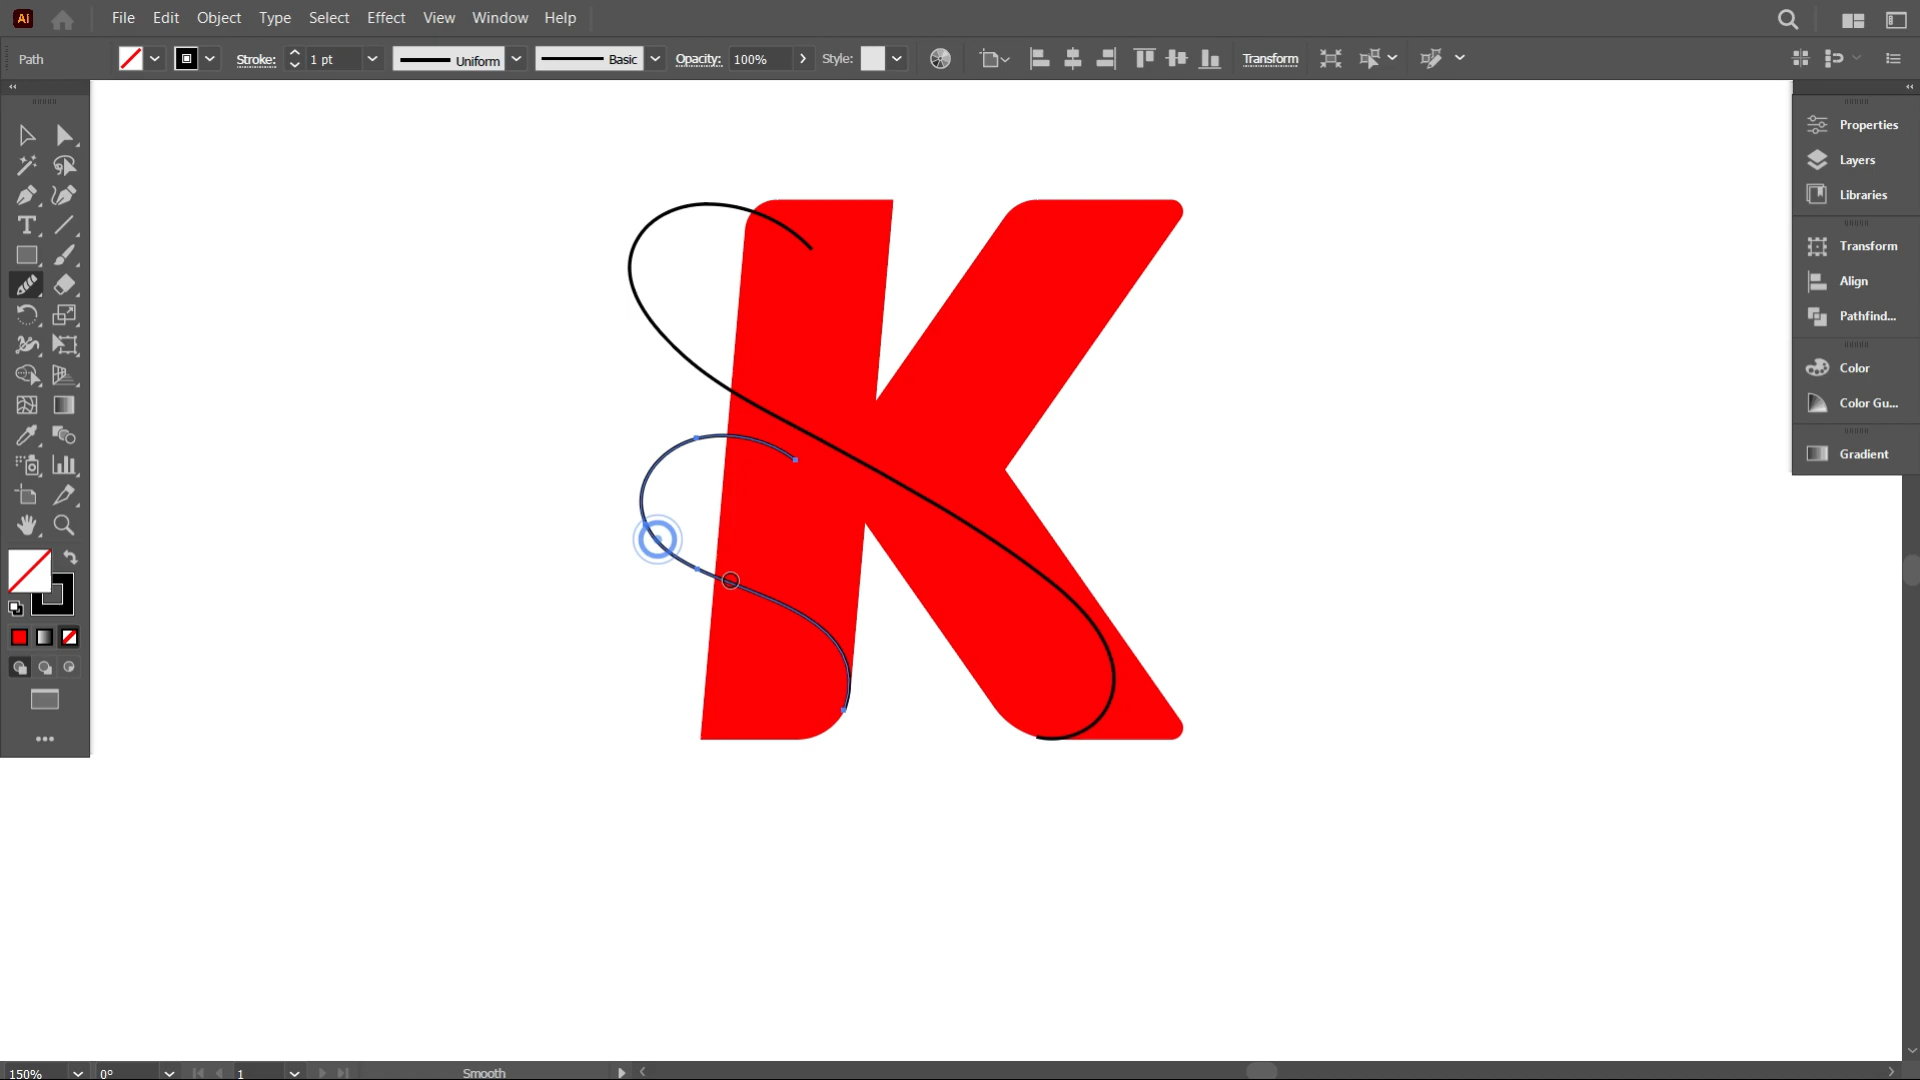 Ai File Edit Object Type Select Effect View Window Help
Path Stroke: 1 pt Uniform Basic Opacity: 100% Style: Transform
Properties
Layers
Libraries
Transform
Align
Pathfind...
Color
Color Gu...
Gradient
K
150% 0° 1 Smooth